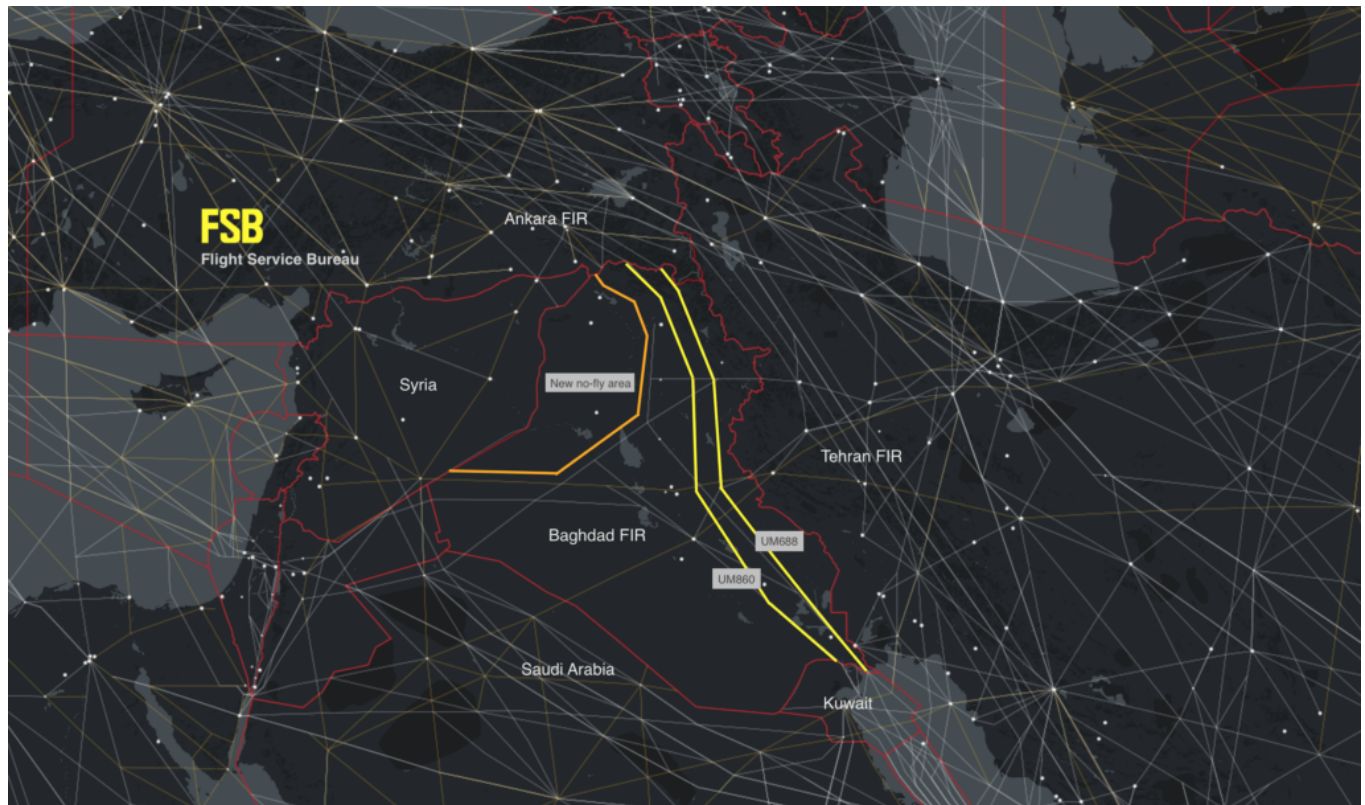 Ankara FIR
FSB
Flight Service Bureau
Syria
New no-fly area
Tehran FIR
Baghdad FIR
UM688
UM860
Saudi Arabia
Kuwait